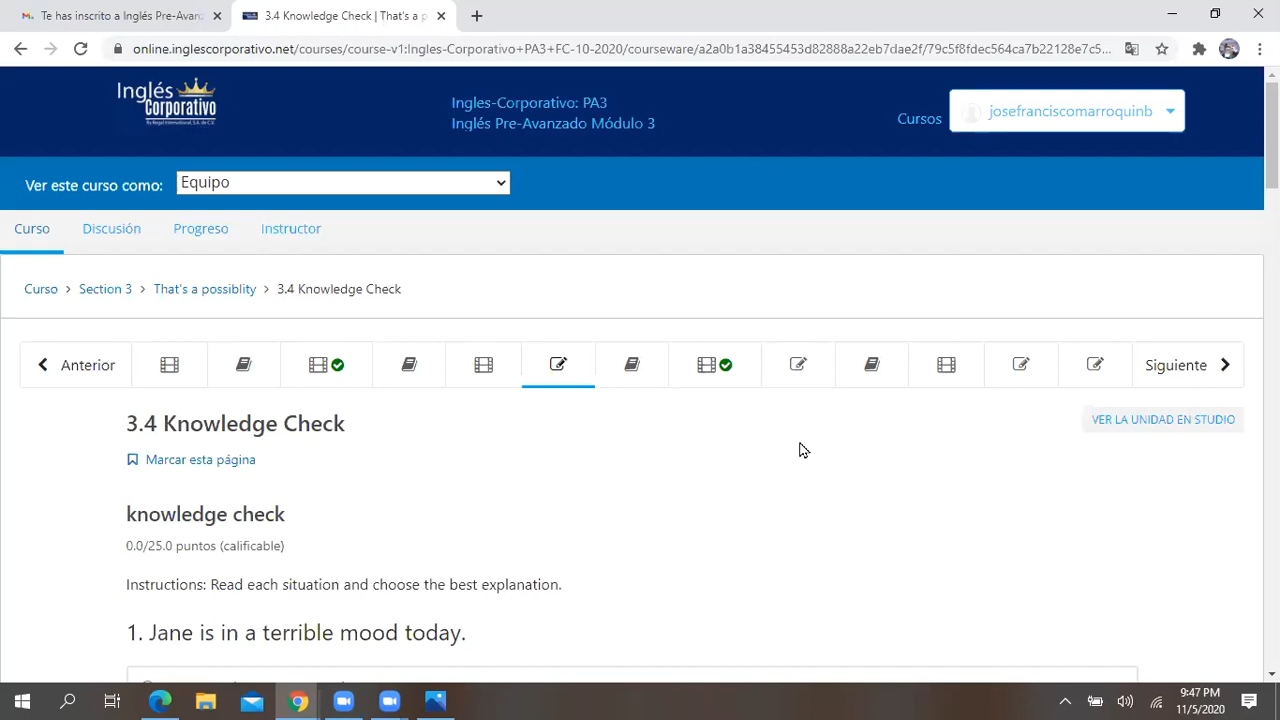 Te has inscrito a Inglés Pre-Avanz
3.4 Knowledge Check | That's a p
online.inglescorporativo.net/courses/course-v1:Ingles-Corporativo+PA3+FC-10-2020/courseware/a2a0b1a38455453d82888a22eb7dae2f/79c5f8fdec564ca7b22128e7c5...
Inglés
Corporativo
By Regal International, S.A. de C.V.
Ingles-Corporativo: PA3
Inglés Pre-Avanzado Módulo 3
Cursos
josefranciscomarroquinb
Ver este curso como:
Equipo
Curso
Discusión
Progreso
Instructor
Curso > Section 3 > That's a possiblity > 3.4 Knowledge Check
Anterior
Siguiente
3.4 Knowledge Check
VER LA UNIDAD EN STUDIO
Marcar esta página
knowledge check
0.0/25.0 puntos (calificable)
Instructions: Read each situation and choose the best explanation.
1. Jane is in a terrible mood today.
9:47 PM
11/5/2020